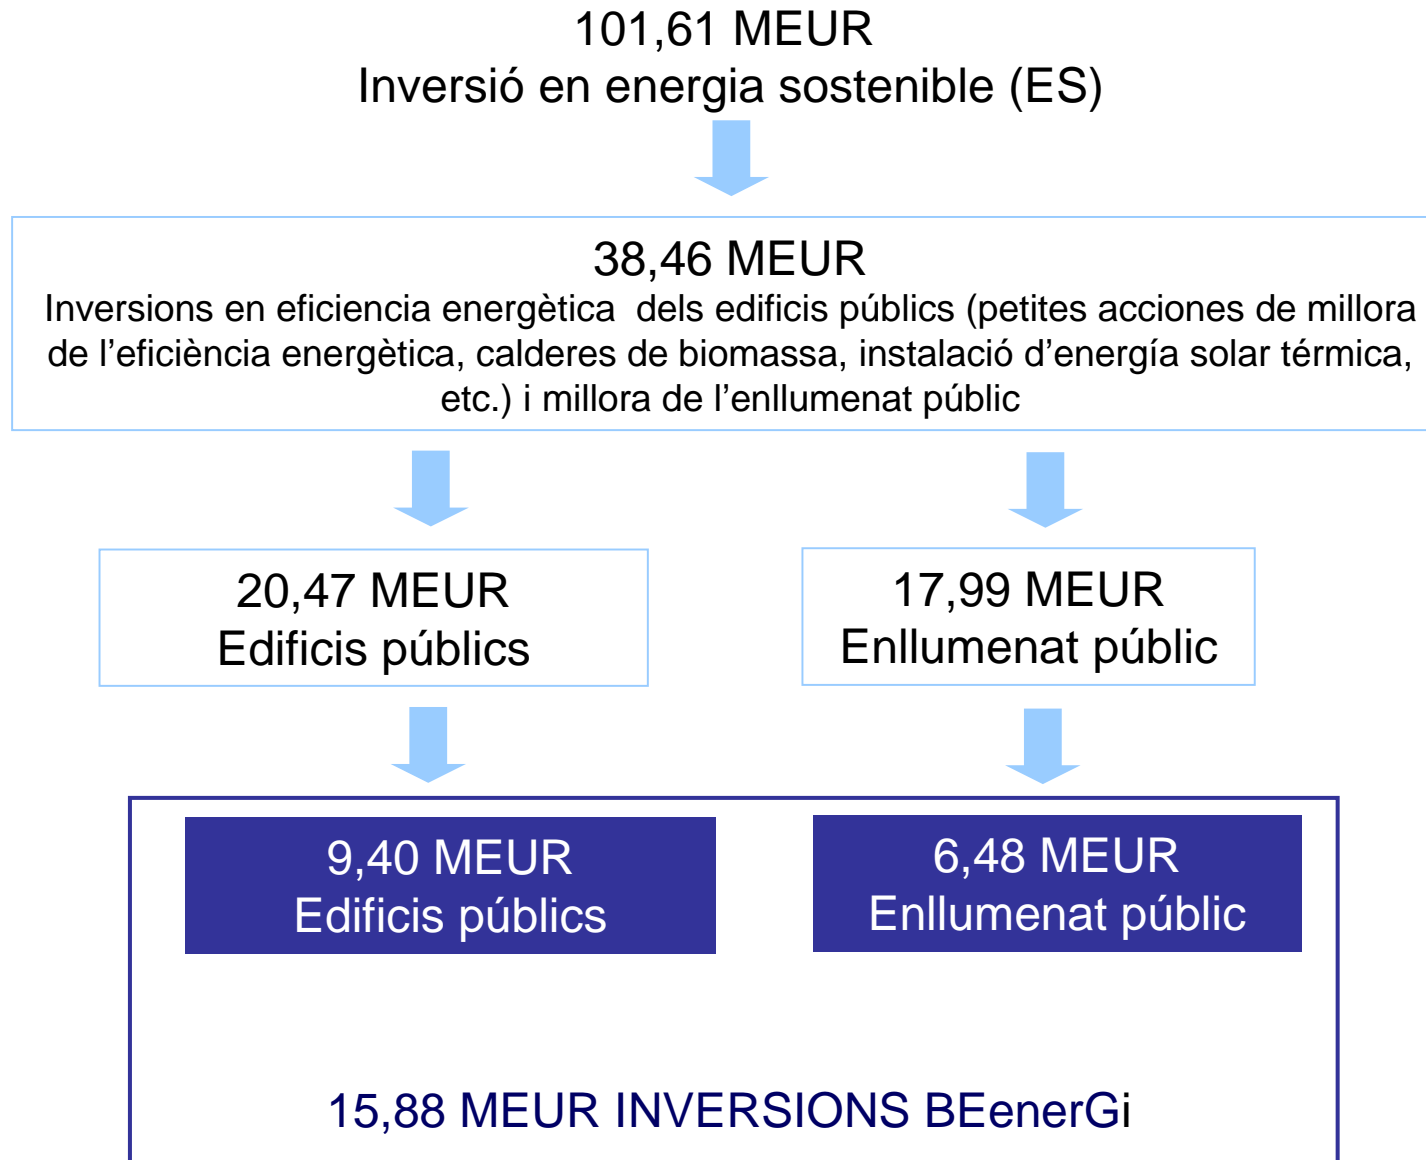 101,61 MEUR
Inversió en energia sostenible (ES)
38,46 MEUR
Inversions en eficiencia energètica  dels edificis públics (petites acciones de millora
de l’eficiència energètica, calderes de biomassa, instalació d’energía solar térmica,
etc.) i millora de l’enllumenat públic
20,47 MEUR
Edificis públics
17,99 MEUR
Enllumenat públic
9,40 MEUR
Edificis públics
6,48 MEUR
Enllumenat públic
15,88 MEUR INVERSIONS BEenerGi